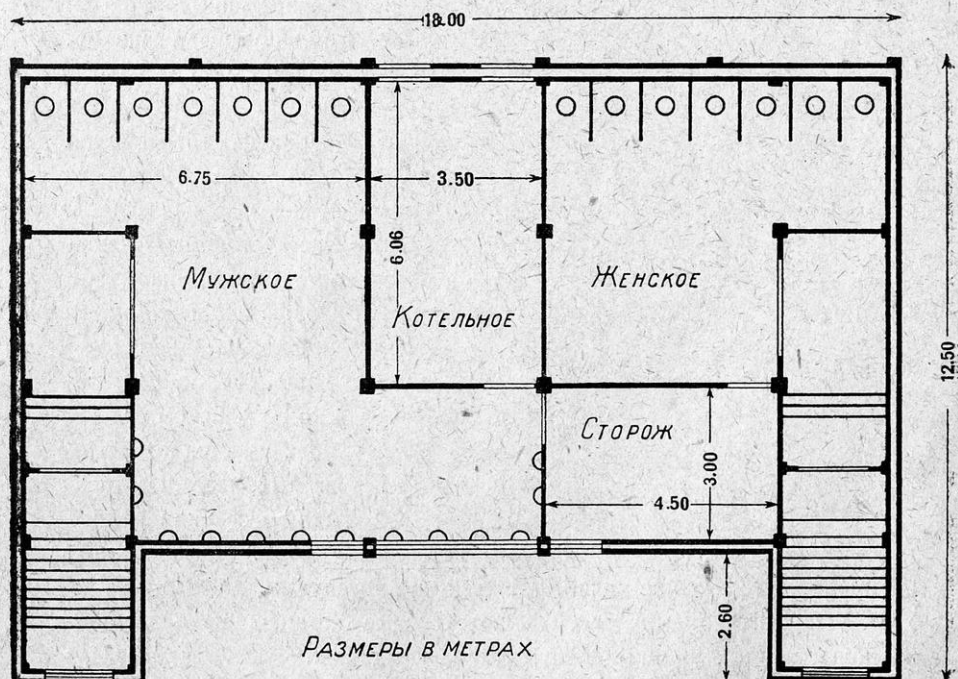 18.00
6.75
3.50
6.06
Мужское
Женское
Котельное
12.50
Сторож
3.00
4.50
2.60
Размеры в метрах